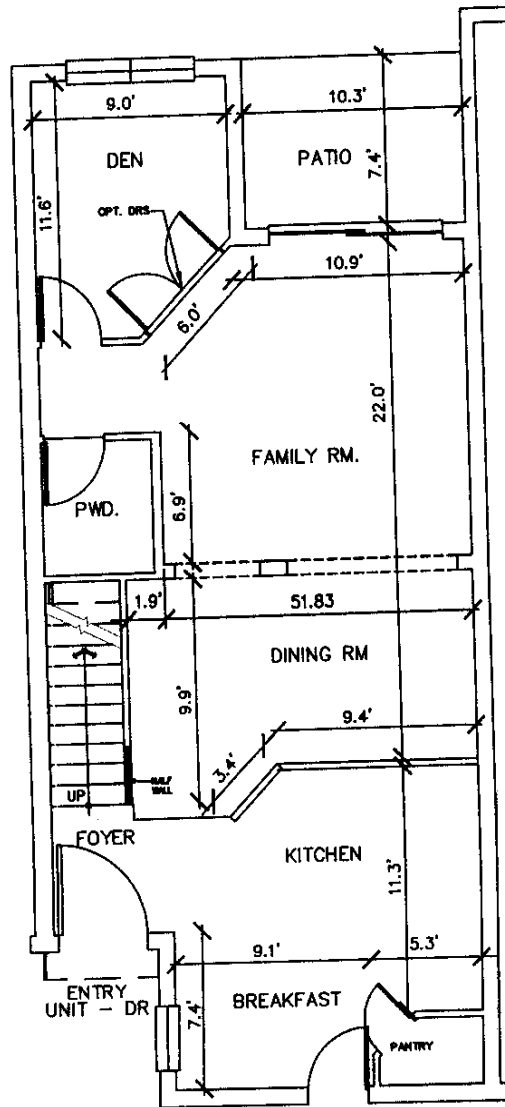 9.0'
10.3'
DEN
PATIO
7.4'
11.6'
OPT. DRS
10.9'
6.0'
22.0'
FAMILY RM.
PWD.
6.9'
1.9'
51.83
DINING RM
9.9'
9.4'
3.4'
HALF
WALL
UP
FOYER
KITCHEN
11.3'
9.1'
5.3'
ENTRY
UNIT - DR
BREAKFAST
7.4'
PANTRY